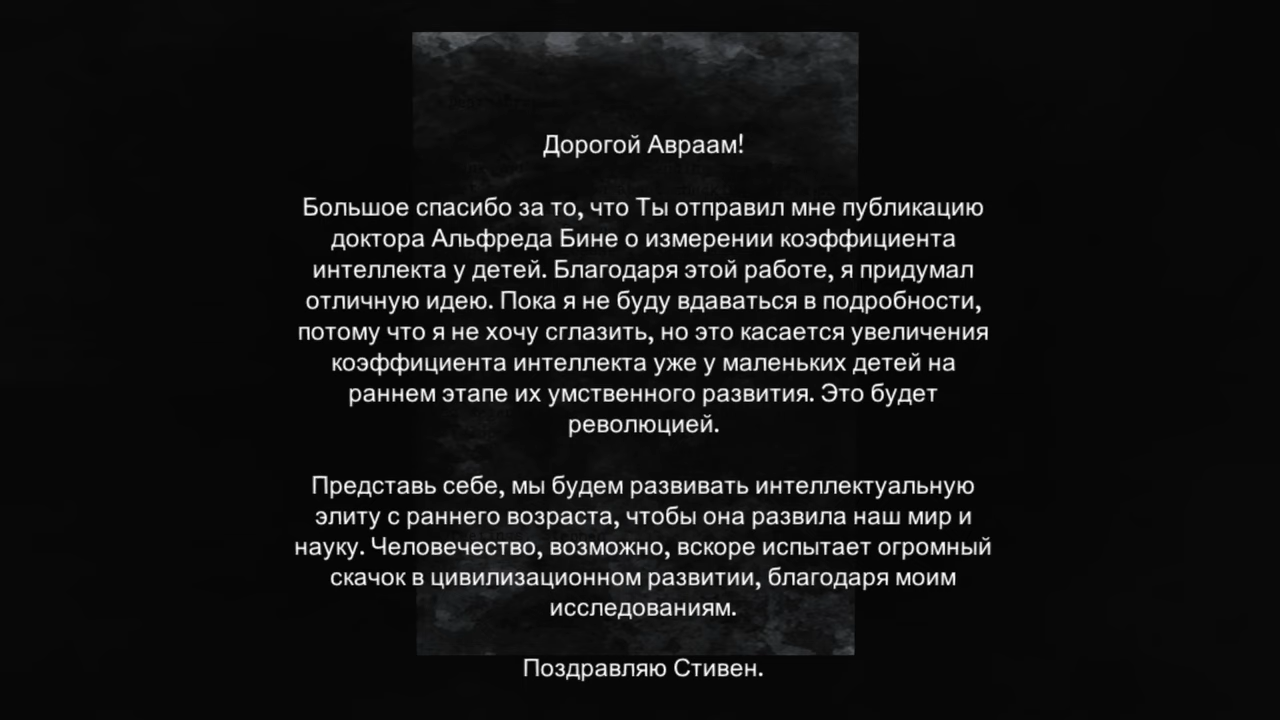 Дорогой Авраам!
Большое спасибо за то, что Ты отправил мне публикацию
доктора Альфреда Бине о измерении коэффициента
интеллекта у детей. Благодаря этой работе, я придумал
отличную идею. Пока я не буду вдаваться в подробности,
потому что я не хочу сглазить, но это касается увеличения
коэффициента интеллекта уже у маленьких детей на
раннем этапе их умственного развития. Это будет
революцией.
Представь себе, мы будем развивать интеллектуальную
элиту с раннего возраста, чтобы она развила наш мир и
науку. Человечество, возможно, вскоре испытает огромный
скачок в цивилизационном развитии, благодаря моим
исследованиям.
Поздравляю Стивен.